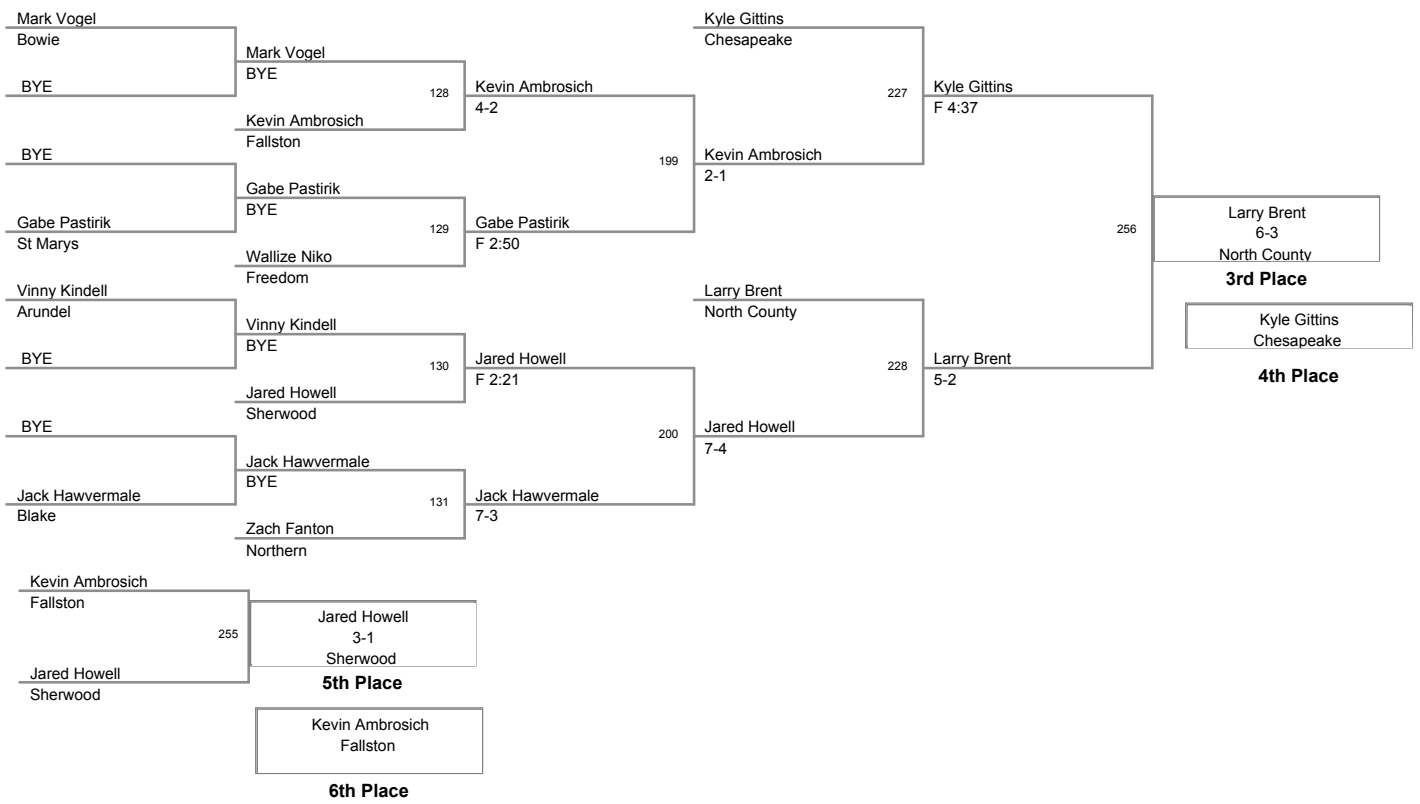 Mark Vogel
Bowie
BYE
BYE
Gabe Pastirik
St Marys
Vinny Kindell
Arundel
BYE
BYE
Jack Hawvermale
Blake
Mark Vogel
BYE
128
Kevin Ambrosich
Fallston
Gabe Pastirik
BYE
129
Wallize Niko
Freedom
Vinny Kindell
BYE
130
Jared Howell
Sherwood
Jack Hawvermale
BYE
131
Zach Fanton
Northern
Kevin Ambrosich
4-2
199
Gabe Pastirik
F 2:50
Jared Howell
F 2:21
200
Jack Hawvermale
7-3
Kyle Gittins
Chesapeake
227
Kevin Ambrosich
2-1
Larry Brent
North County
228
Jared Howell
7-4
Kyle Gittins
F 4:37
256
Larry Brent
5-2
Larry Brent
6-3
North County
3rd Place
Kyle Gittins
Chesapeake
4th Place
Kevin Ambrosich
Fallston
255
Jared Howell
Sherwood
Jared Howell
3-1
Sherwood
5th Place
Kevin Ambrosich
Fallston
6th Place